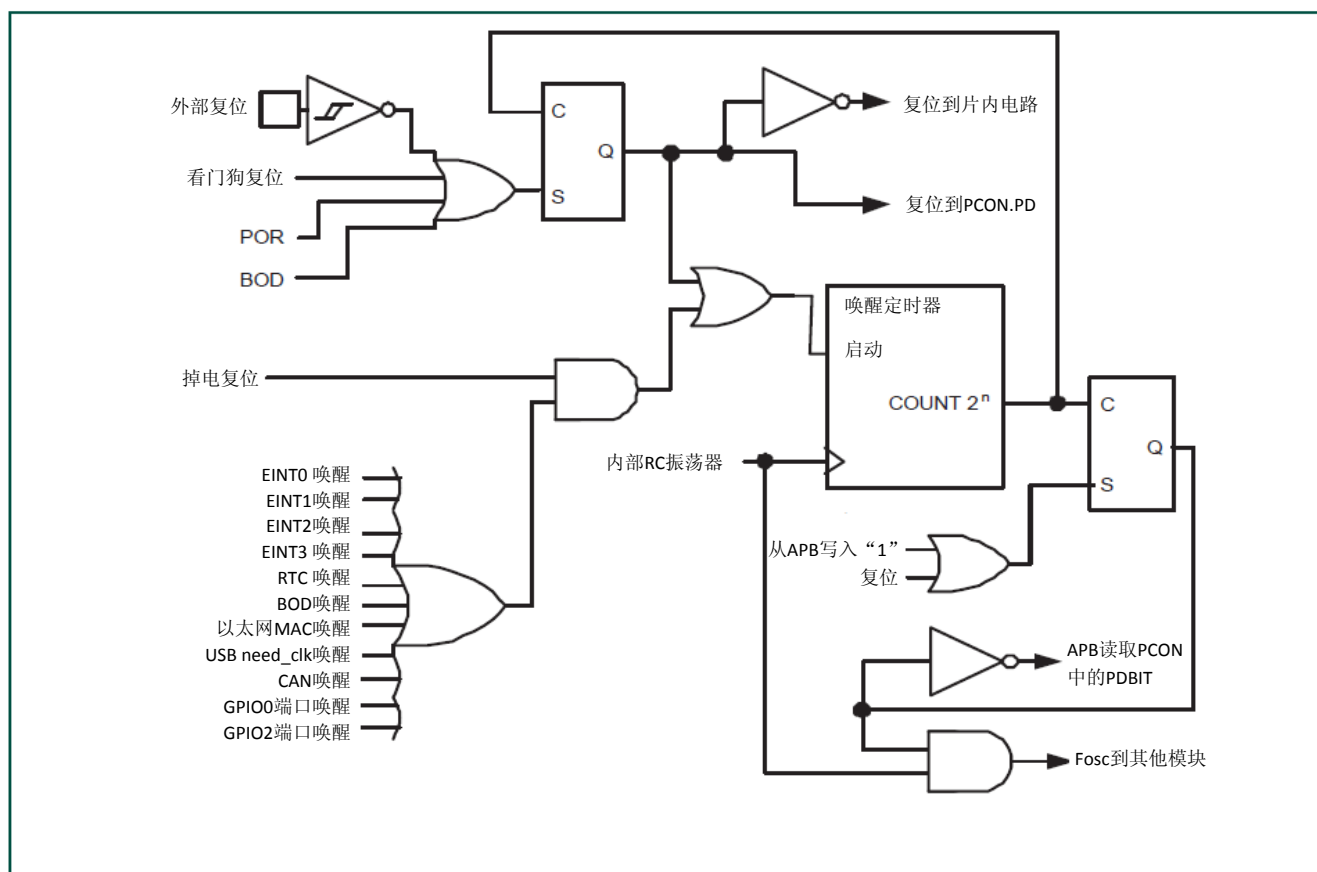 外部复位
看门狗复位
POR
BOD
C
Q
S
复位到片内电路
复位到PCON.PD
掉电复位
唤醒定时器
启动
COUNT 2ⁿ
内部RC振荡器
C
Q
S
从APB写入“1”
复位
EINT0 唤醒
EINT1唤醒
EINT2唤醒
EINT3 唤醒
RTC 唤醒
BOD唤醒
以太网MAC唤醒
USB need_clk唤醒
CAN唤醒
GPIO0端口唤醒
GPIO2端口唤醒
APB读取PCON
中的PDBIT
Fosc到其他模块